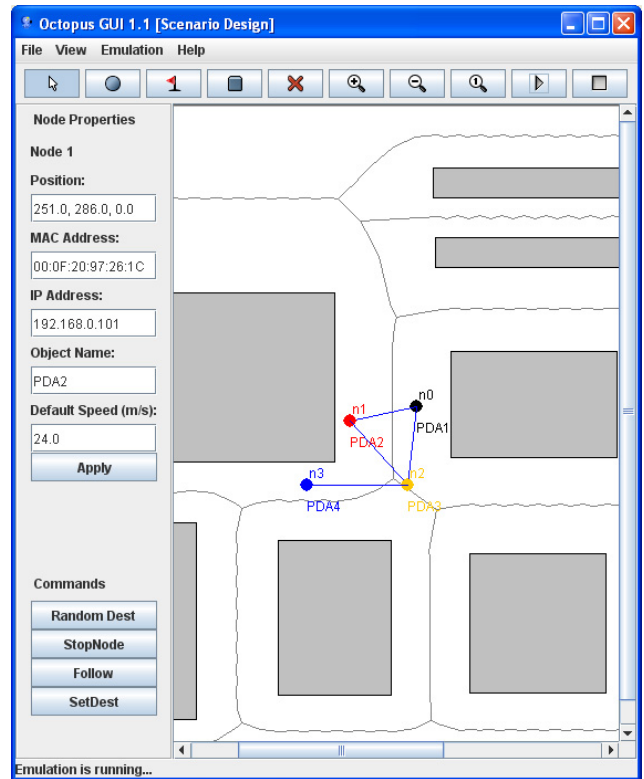 Octopus GUI 1.1 [Scenario Design]
File View Emulation Help
1
Node Properties
Node 1
Position:
251.0, 286.0, 0.0
MAC Address:
00:0F:20:97:26:1C
IP Address:
192.168.0.101
Object Name:
PDA2
Default Speed (m/s):
24.0
Apply
n0
PDA1
n1
PDA2
n2
PDA3
n3
PDA4
Commands
Random Dest
StopNode
Follow
SetDest
Emulation is running...